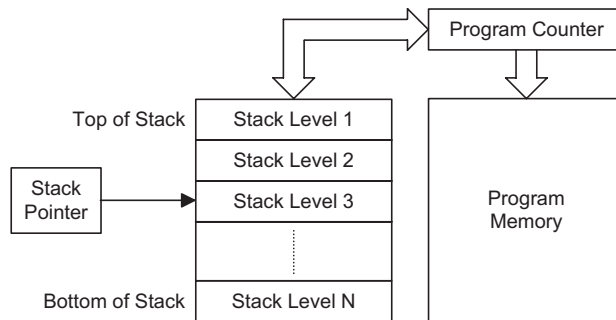 Program Counter
Top of Stack
Stack Level 1
Stack Level 2
Stack
Pointer
Stack Level 3
Program
Memory
Bottom of Stack
Stack Level N